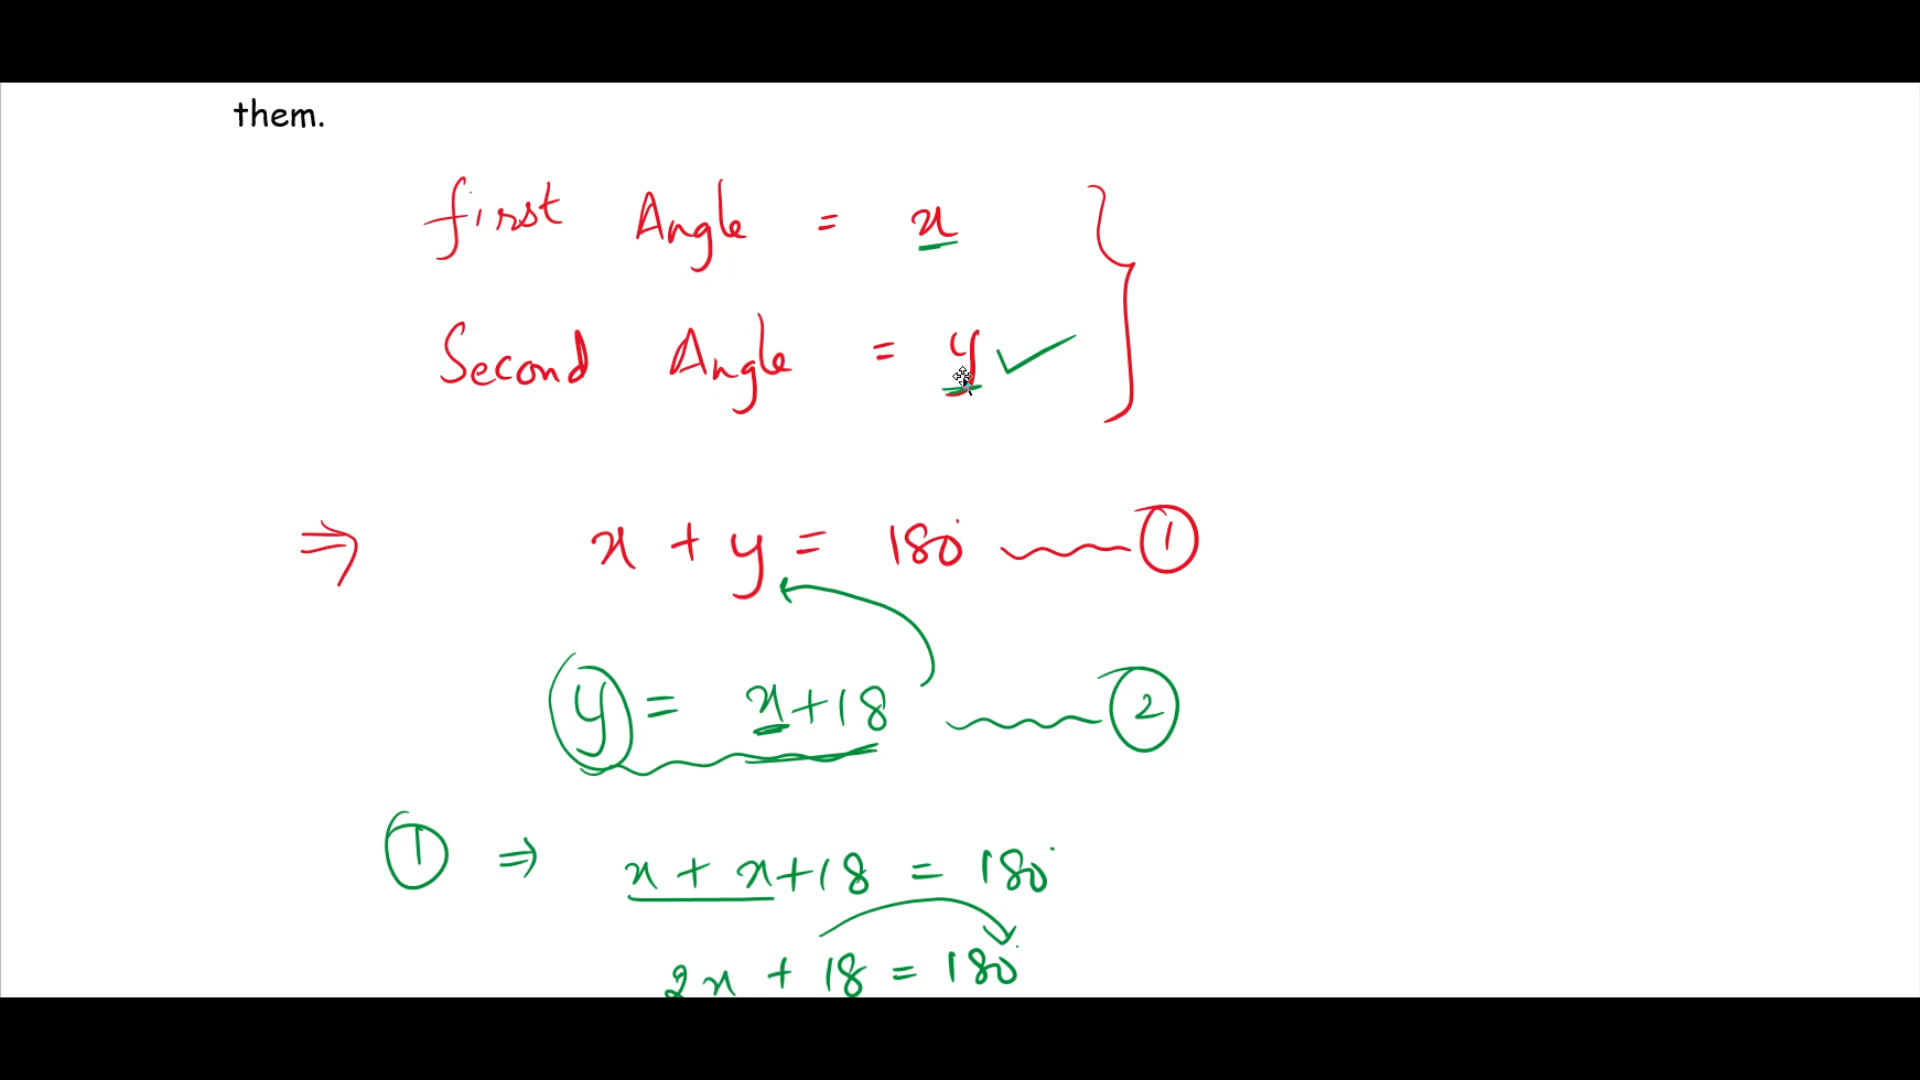 them.
first Angle = x
Second Angle = y ✓
⇒ x + y = 180° ①
y = x + 18 ②
① ⇒ x + x + 18 = 180°
2x + 18 = 180°